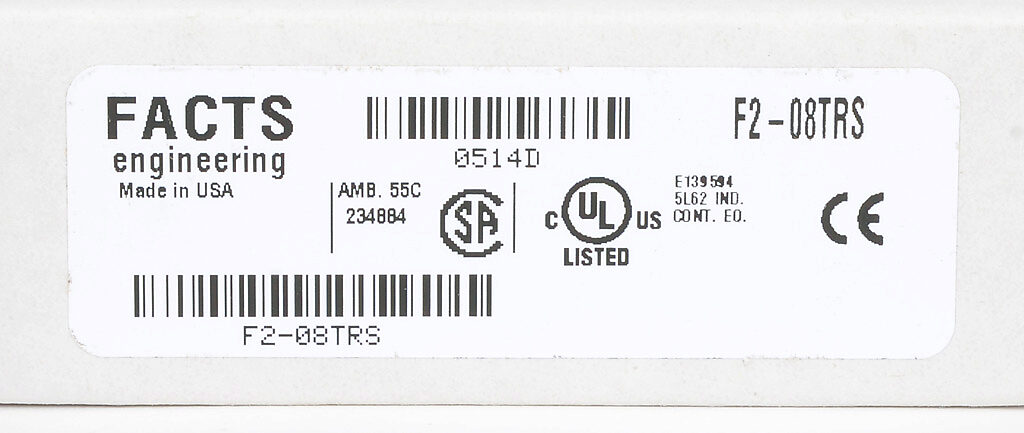 FACTS
engineering
Made in USA
0514D
F2-08TRS
AMB. 55C
234884
SA
C UL US
LISTED
E139594
5L62 IND.
CONT. EQ.
CE
F2-08TRS